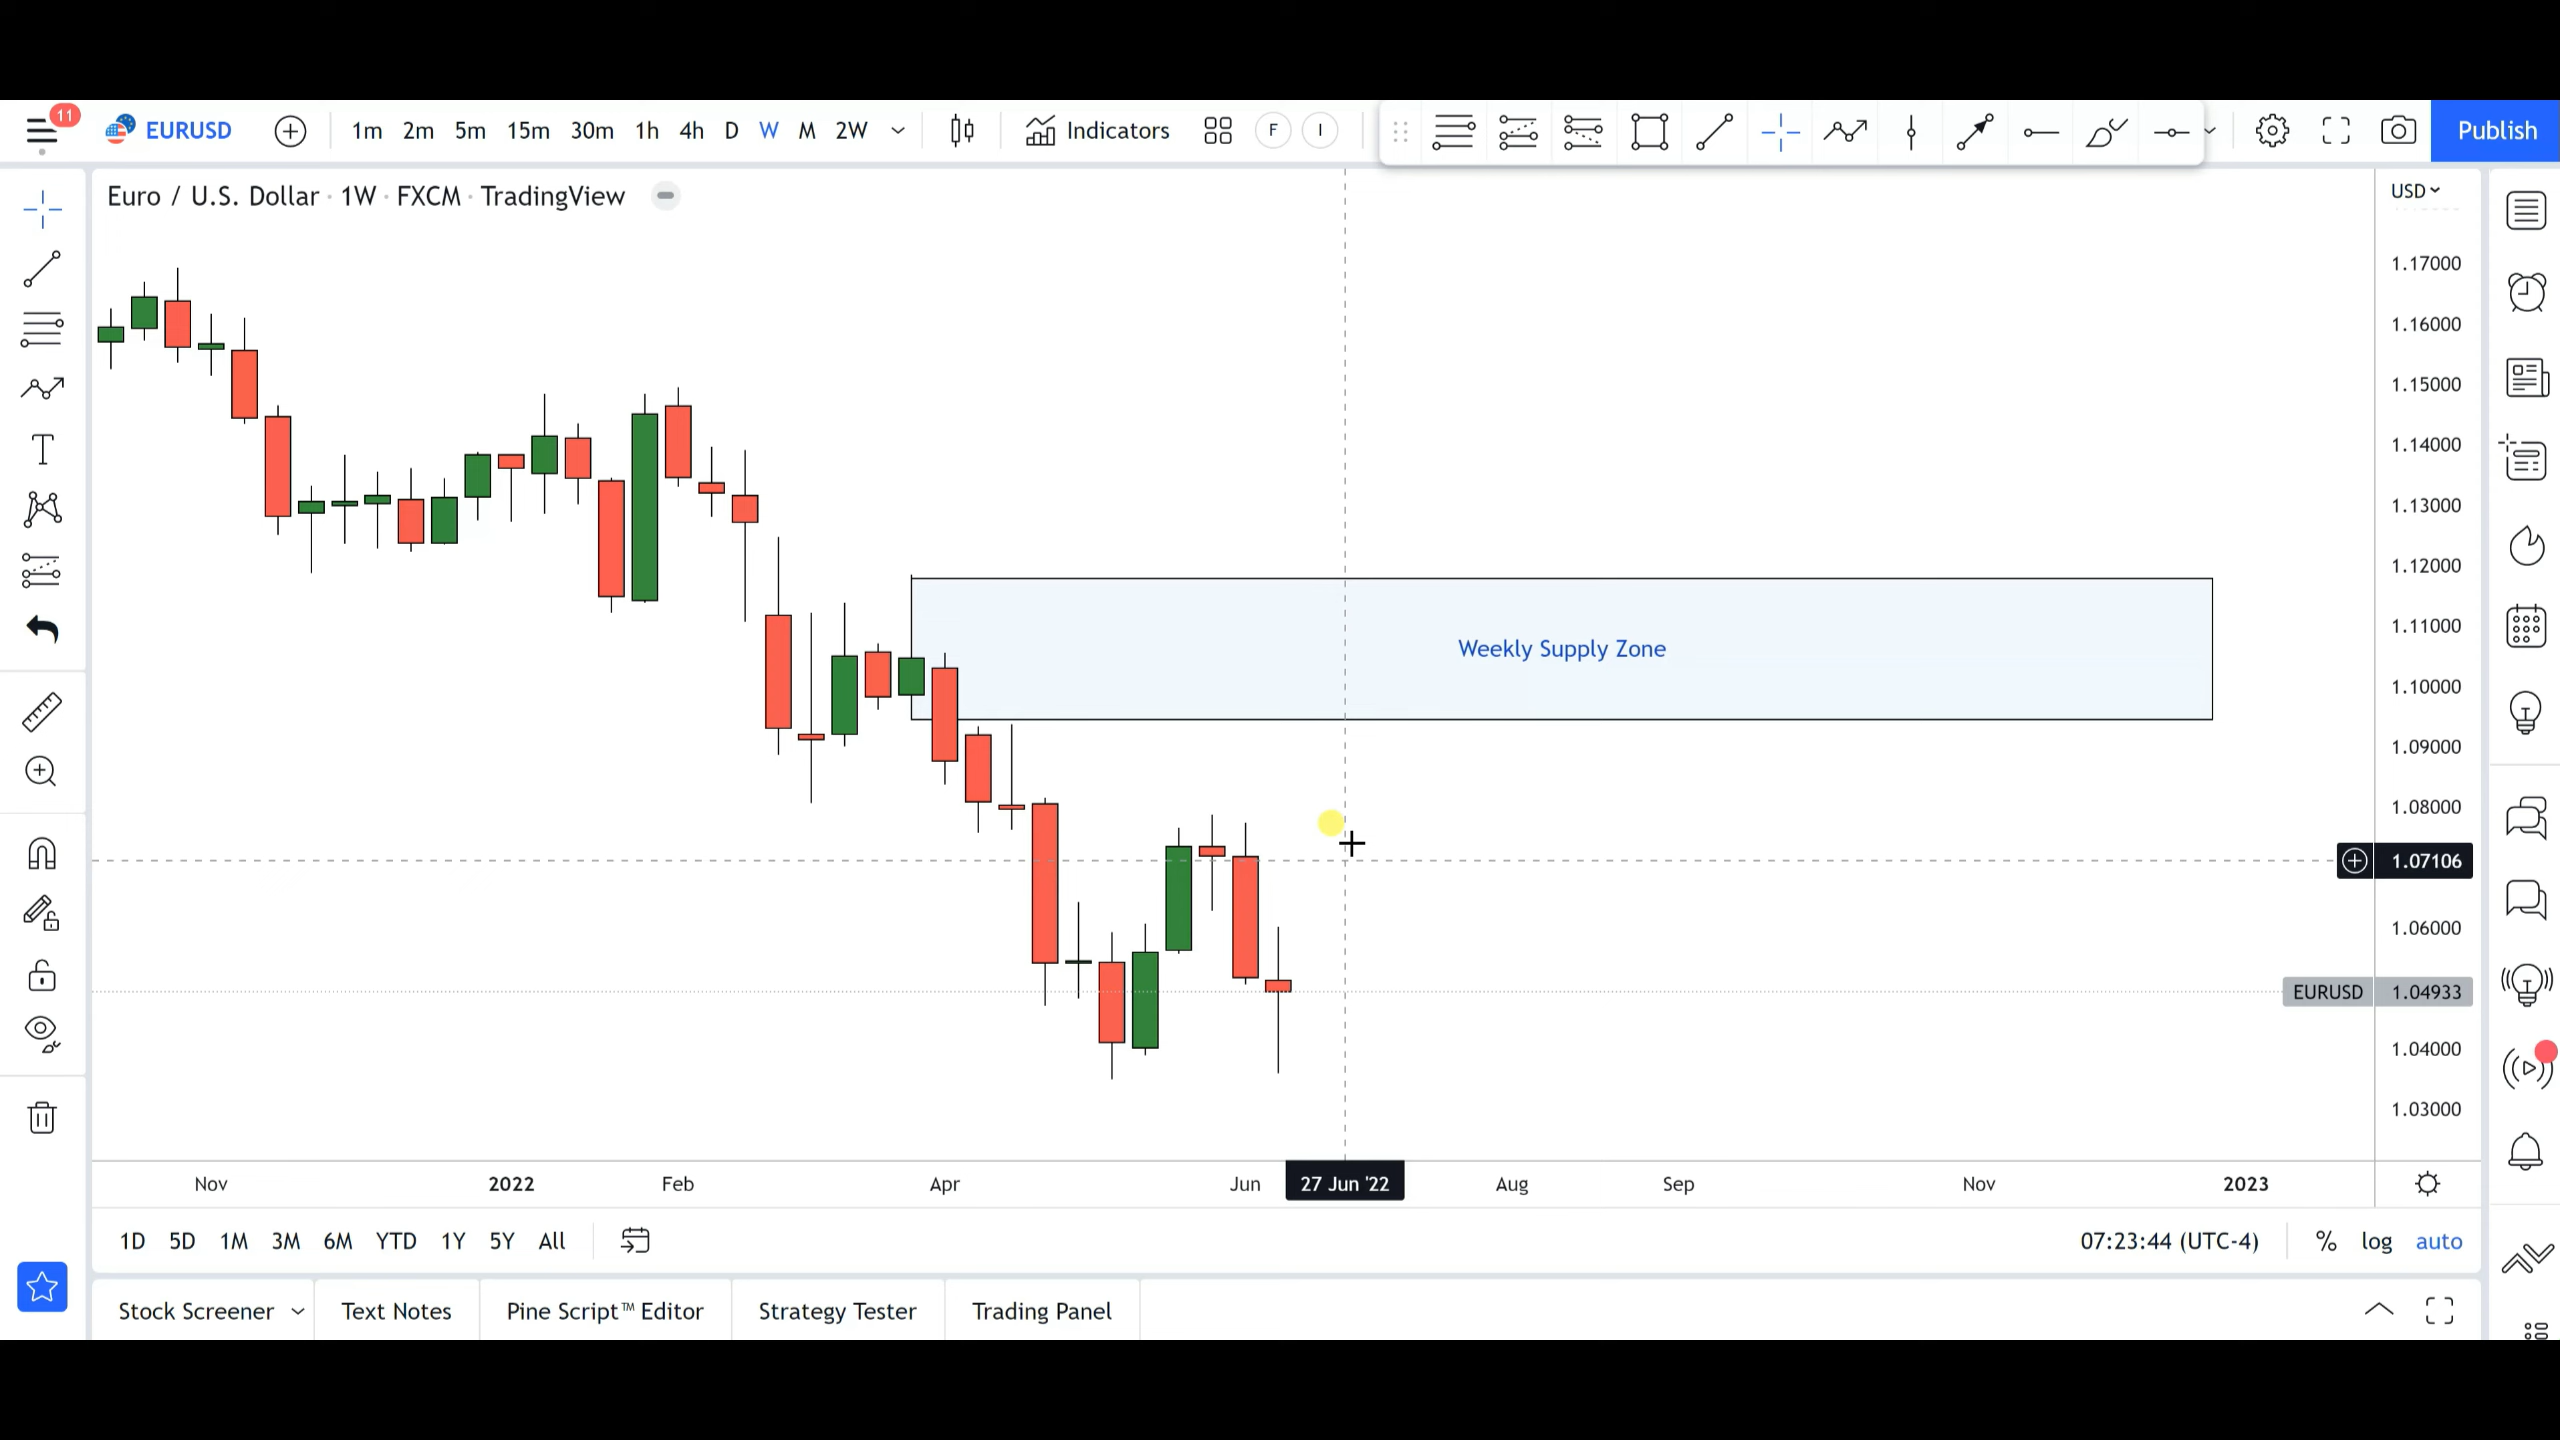 11
EURUSD 1m 2m 5m 15m 30m 1h 4h D W M 2W Indicators F I Publish
Euro / U.S. Dollar · 1W · FXCM · TradingView
USD
1.17000
1.16000
1.15000
1.14000
1.13000
1.12000
1.11000
Weekly Supply Zone
1.10000
1.09000
1.08000
1.07106
1.06000
EURUSD 1.04933
1.04000
1.03000
Nov 2022 Feb Apr Jun 27 Jun '22 Aug Sep Nov 2023
1D 5D 1M 3M 6M YTD 1Y 5Y All 07:23:44 (UTC-4) % log auto
Stock Screener Text Notes Pine Script™ Editor Strategy Tester Trading Panel